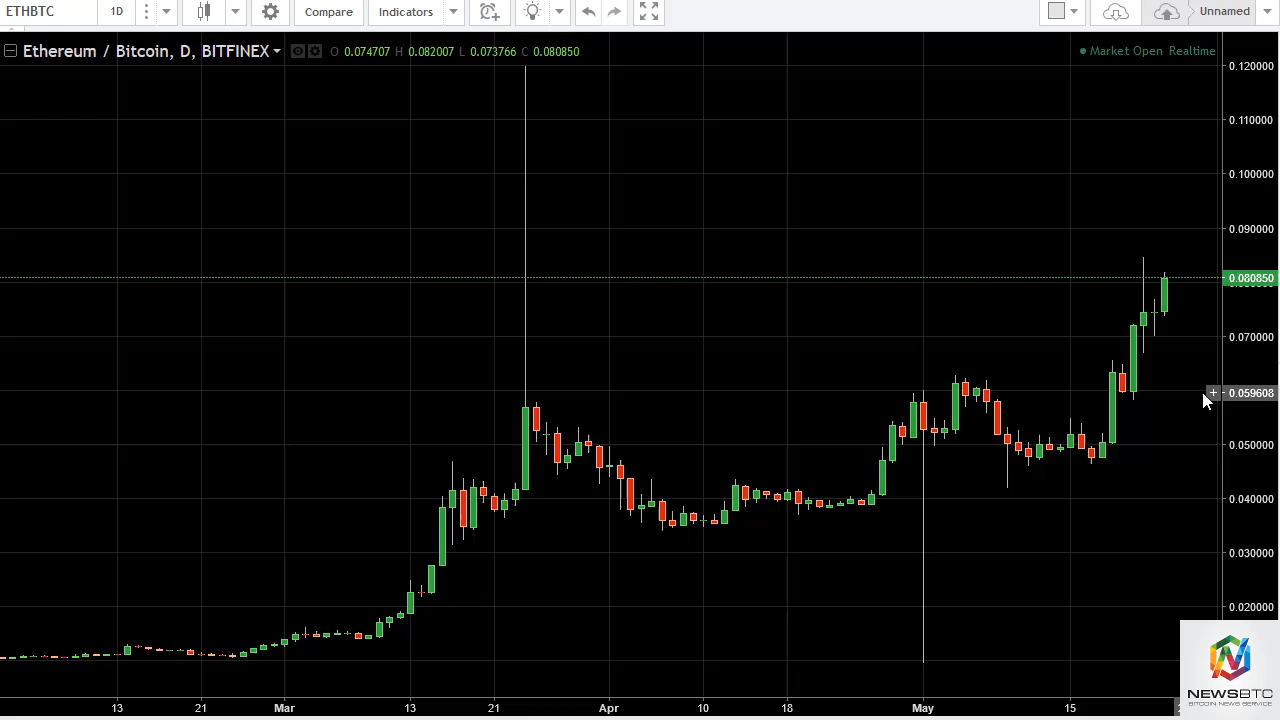 ETHBTC 1D Compare Indicators Unnamed
Ethereum / Bitcoin, D, BITFINEX O 0.074707 H 0.082007 L 0.073766 C 0.080850 Market Open Realtime
0.120000
0.110000
0.100000
0.090000
0.080850
0.070000
+ 0.059608
0.050000
0.040000
0.030000
0.020000
NEWSBTC
BITCOIN NEWS SERVICE
13 21 Mar 13 21 Apr 10 18 May 15